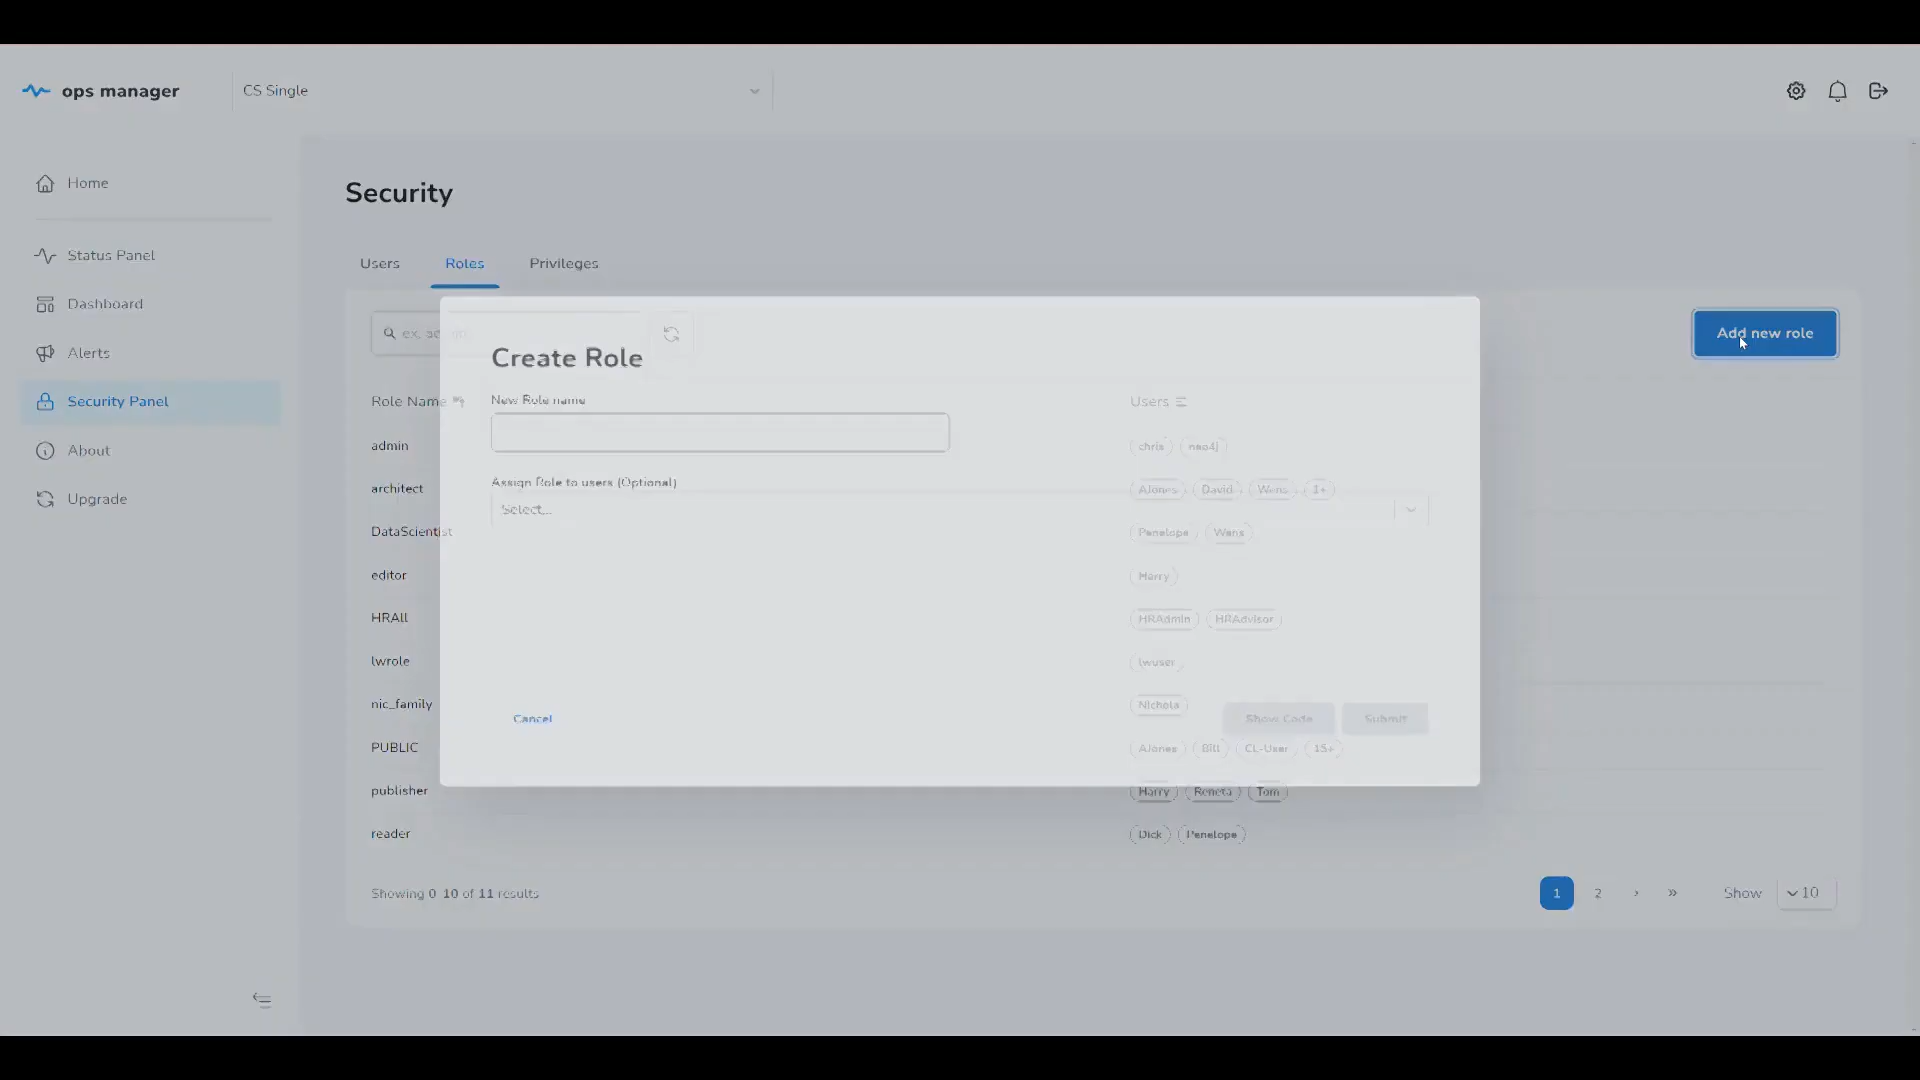 ops manager
CS Single
Home
Status Panel
Dashboard
Alerts
Security Panel
About
Upgrade
Security
Users Roles Privileges
Add new role
Create Role
New Role name
Assign Role to users (Optional)
Select...
Cancel
Show Code
Submit
Role Name Users
admin chris neo4j
architect AJones David Wens 1+
DataScientist Penelope Wens
editor Harry
HRAll HRAdmin HRAdvisor
lwrole lwuser
nic_family Nichola
PUBLIC AJones Bill CL-User 15+
publisher Harry Reneta Tom
reader Dick Penelope
Showing 0-10 of 11 results
1 2 › » Show 10